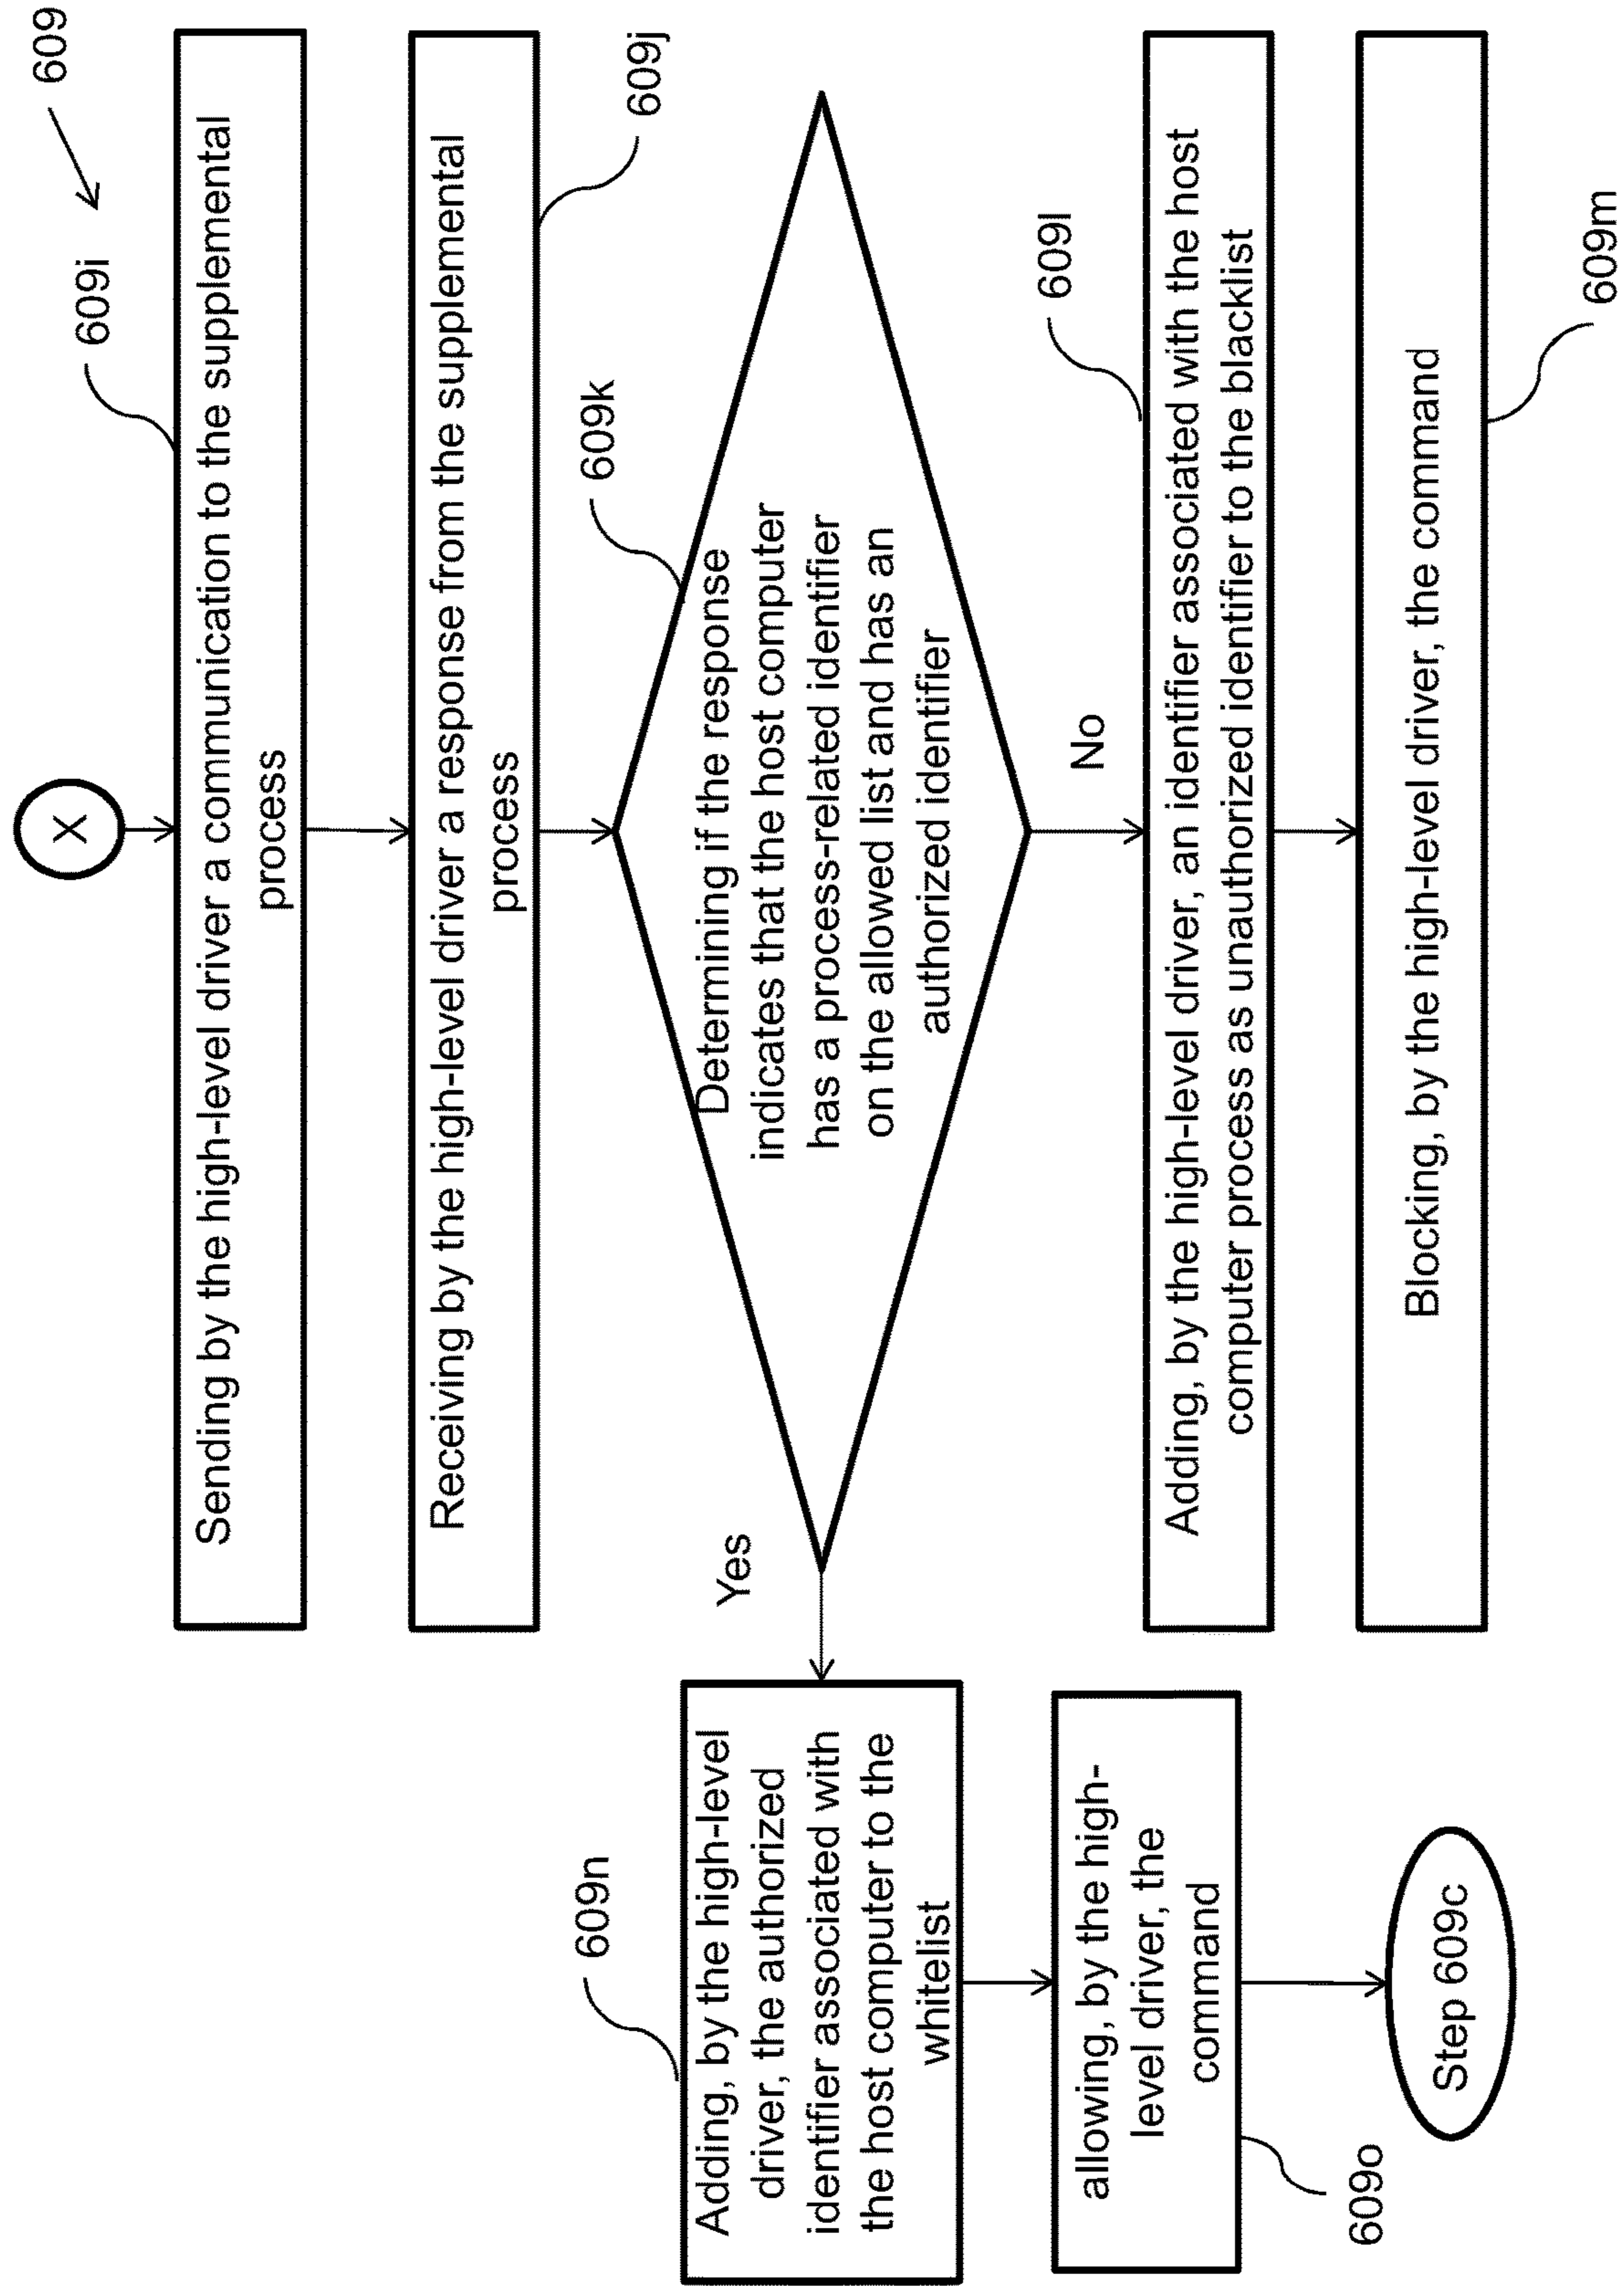 609
X
609i
Sending by the high-level driver a communication to the supplemental
process
609j
Receiving by the high-level driver a response from the supplemental
process
609k
Determining if the response
indicates that the host computer
has a process-related identifier
on the allowed list and has an
authorized identifier
Yes
No
609n
Adding, by the high-level
driver, the authorized
identifier associated with
the host computer to the
whitelist
609l
Adding, by the high-level driver, an identifier associated with the host
computer process as unauthorized identifier to the blacklist
609o
allowing, by the high-
level driver, the
command
Blocking, by the high-level driver, the command
609m
Step 609c